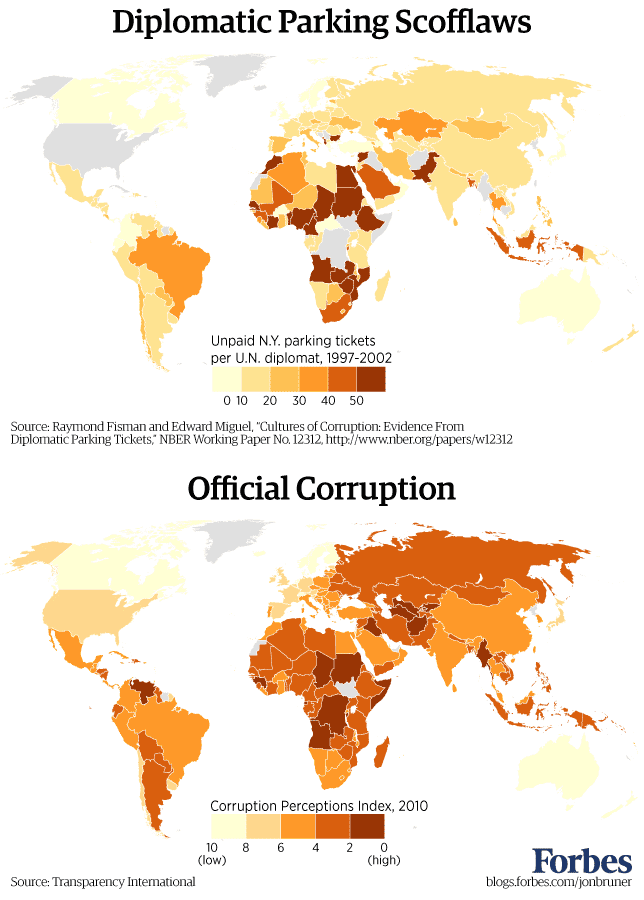 Diplomatic Parking Scofflaws
Unpaid N.Y. parking tickets
per U.N. diplomat, 1997-2002
0 10 20 30 40 50
Source: Raymond Fisman and Edward Miguel, “Cultures of Corruption: Evidence From
Diplomatic Parking Tickets,” NBER Working Paper No. 12312, http://www.nber.org/papers/w12312
Official Corruption
Corruption Perceptions Index, 2010
10 8 6 4 2 0
(low) (high)
Forbes
Source: Transparency International blogs.forbes.com/jonbruner